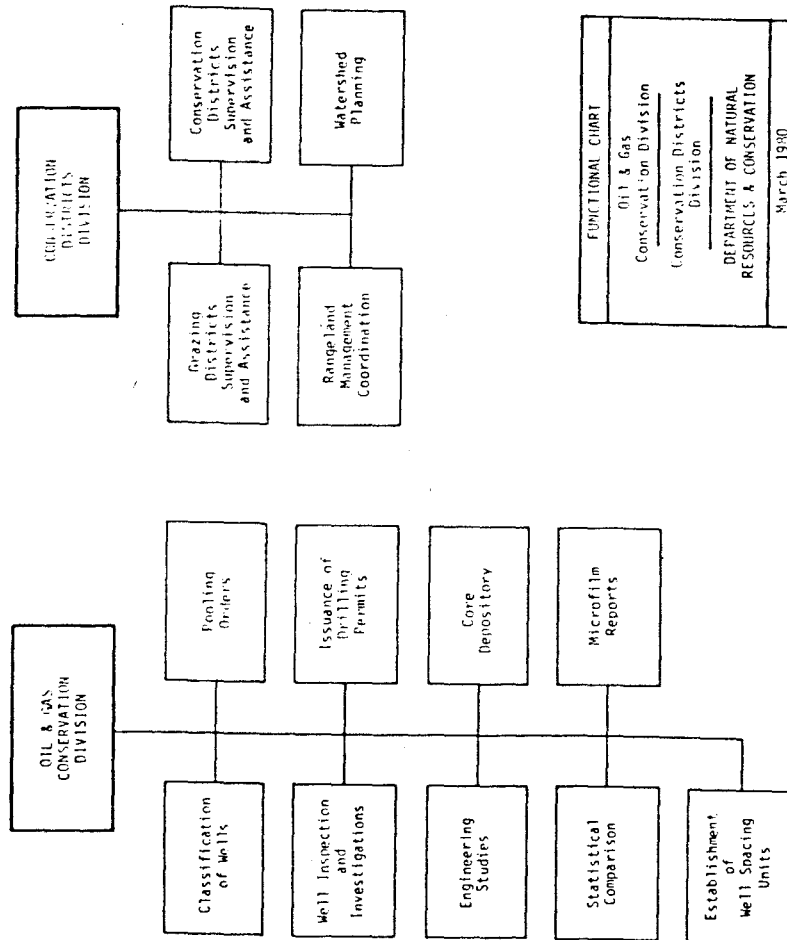 OIL & GAS
CONSERVATION
DIVISION
Classification
of Wells
Pooling
Orders
Well Inspection
and
Investigations
Issuance of
Drilling
Permits
Engineering
Studies
Core
Depository
Statistical
Comparison
Microfilm
Reports
Establishment
of
Well Spacing
Units
CONSERVATION
DISTRICTS
DIVISION
Grazing
Districts
Supervision
and Assistance
Conservation
Districts
Supervision
and Assistance
Rangeland
Management
Coordination
Watershed
Planning
FUNCTIONAL CHART
Oil & Gas
Conservation Division
Conservation Districts
Division
DEPARTMENT OF NATURAL
RESOURCES & CONSERVATION
March 1980